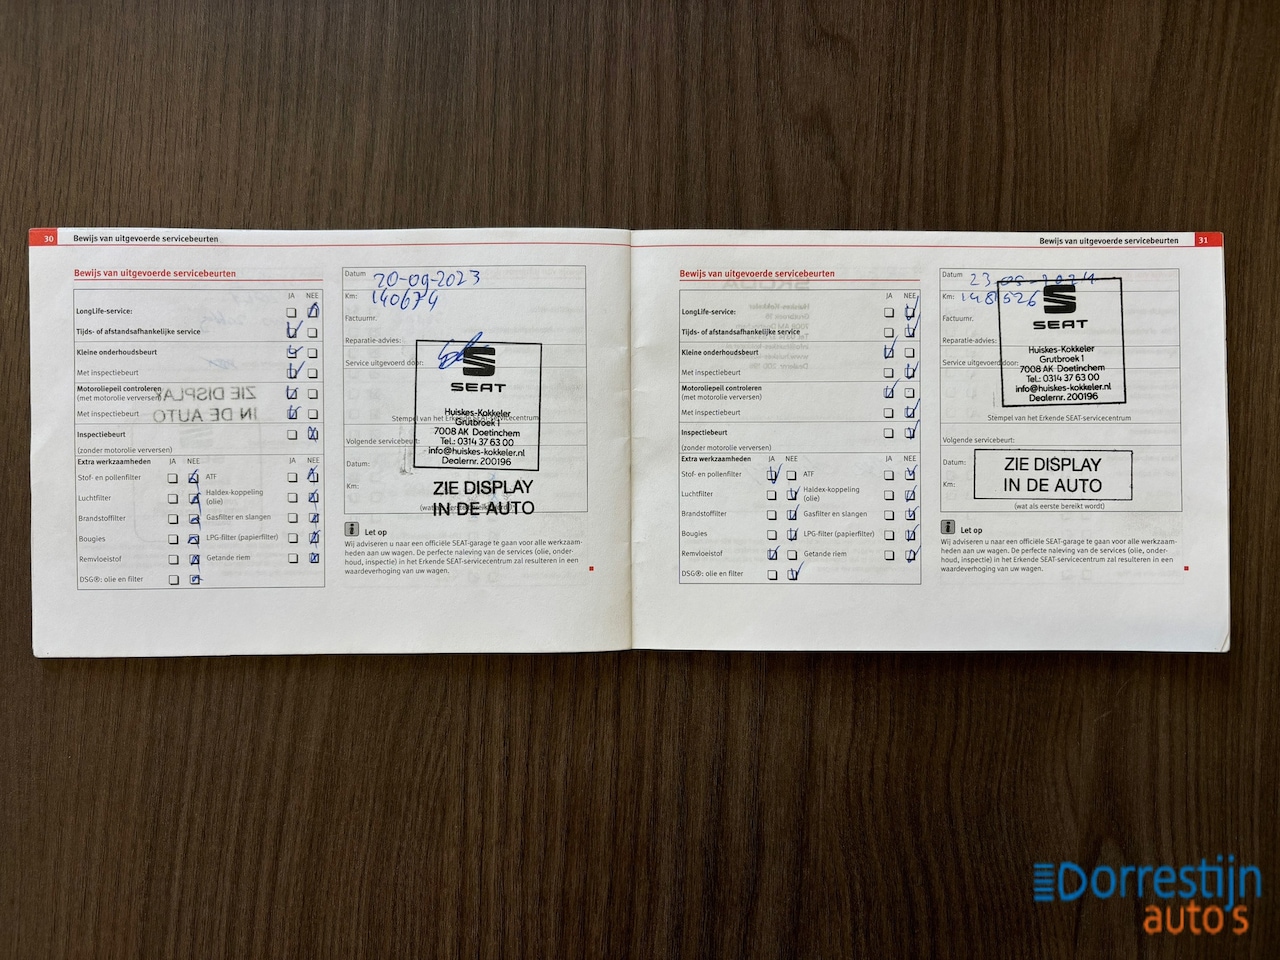 30 Bewijs van uitgevoerde servicebeurten
Bewijs van uitgevoerde servicebeurten
JA NEE
LongLife-service:
Tijds- of afstandsafhankelijke service
Kleine onderhoudsbeurt
Met inspectiebeurt
Motoroliepeil controleren
(met motorolie verversen)
Met inspectiebeurt
Inspectiebeurt
(zonder motorolie verversen)
Extra werkzaamheden JA NEE JA NEE
Stof- en pollenfilter ATF
Luchtfilter Haldex-koppeling
(olie)
Brandstoffilter Gasfilter en slangen
Bougies LPG-filter (papierfilter)
Remvloeistof Getande riem
DSG®: olie en filter
Datum 20-09-2023
Km: 140674
Factuurnr.
Reparatie-advies:
Service uitgevoerd door:
SEAT
Huiskes-Kokkeler
Stempel van het Erkende SEAT-servicecentrum
Grutbroek 1
7008 AK Doetinchem
Tel.: 0314 37 63 00
info@huiskes-kokkeler.nl
Dealernr. 200196
Volgende servicebeurt:
Datum:
Km:
ZIE DISPLAY
IN DE AUTO
(wat als eerste bereikt wordt)
Let op
Wij adviseren u naar een officiële SEAT-garage te gaan voor alle werkzaam-
heden aan uw wagen. De perfecte naleving van de services (olie, onder-
houd, inspectie) in het Erkende SEAT-servicecentrum zal resulteren in een
waardeverhoging van uw wagen.
Bewijs van uitgevoerde servicebeurten 31
Bewijs van uitgevoerde servicebeurten
JA NEE
LongLife-service:
Tijds- of afstandsafhankelijke service
Kleine onderhoudsbeurt
Met inspectiebeurt
Motoroliepeil controleren
(met motorolie verversen)
Met inspectiebeurt
Inspectiebeurt
(zonder motorolie verversen)
Extra werkzaamheden JA NEE JA NEE
Stof- en pollenfilter ATF
Luchtfilter Haldex-koppeling
(olie)
Brandstoffilter Gasfilter en slangen
Bougies LPG-filter (papierfilter)
Remvloeistof Getande riem
DSG®: olie en filter
Datum 23-09-2024
Km: 148526
Factuurnr.
Reparatie-advies:
Service uitgevoerd door:
SEAT
Huiskes-Kokkeler
Grutbroek 1
7008 AK Doetinchem
Tel.: 0314 37 63 00
info@huiskes-kokkeler.nl
Dealernr. 200196
Stempel van het Erkende SEAT-servicecentrum
Volgende servicebeurt:
Datum:
Km:
ZIE DISPLAY
IN DE AUTO
(wat als eerste bereikt wordt)
Let op
Wij adviseren u naar een officiële SEAT-garage te gaan voor alle werkzaam-
heden aan uw wagen. De perfecte naleving van de services (olie, onder-
houd, inspectie) in het Erkende SEAT-servicecentrum zal resulteren in een
waardeverhoging van uw wagen.
Dorrestijn
auto's